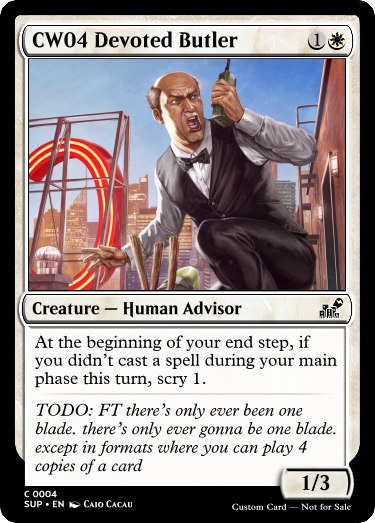 CW04 Devoted Butler 1
Creature — Human Advisor
At the beginning of your end step, if
you didn't cast a spell during your main
phase this turn, scry 1.
TODO: FT there's only ever been one
blade. there's only ever gonna be one blade.
except in formats where you can play 4
copies of a card
1/3
C 0004
SUP • EN Caio Cacau
Custom Card — Not for Sale